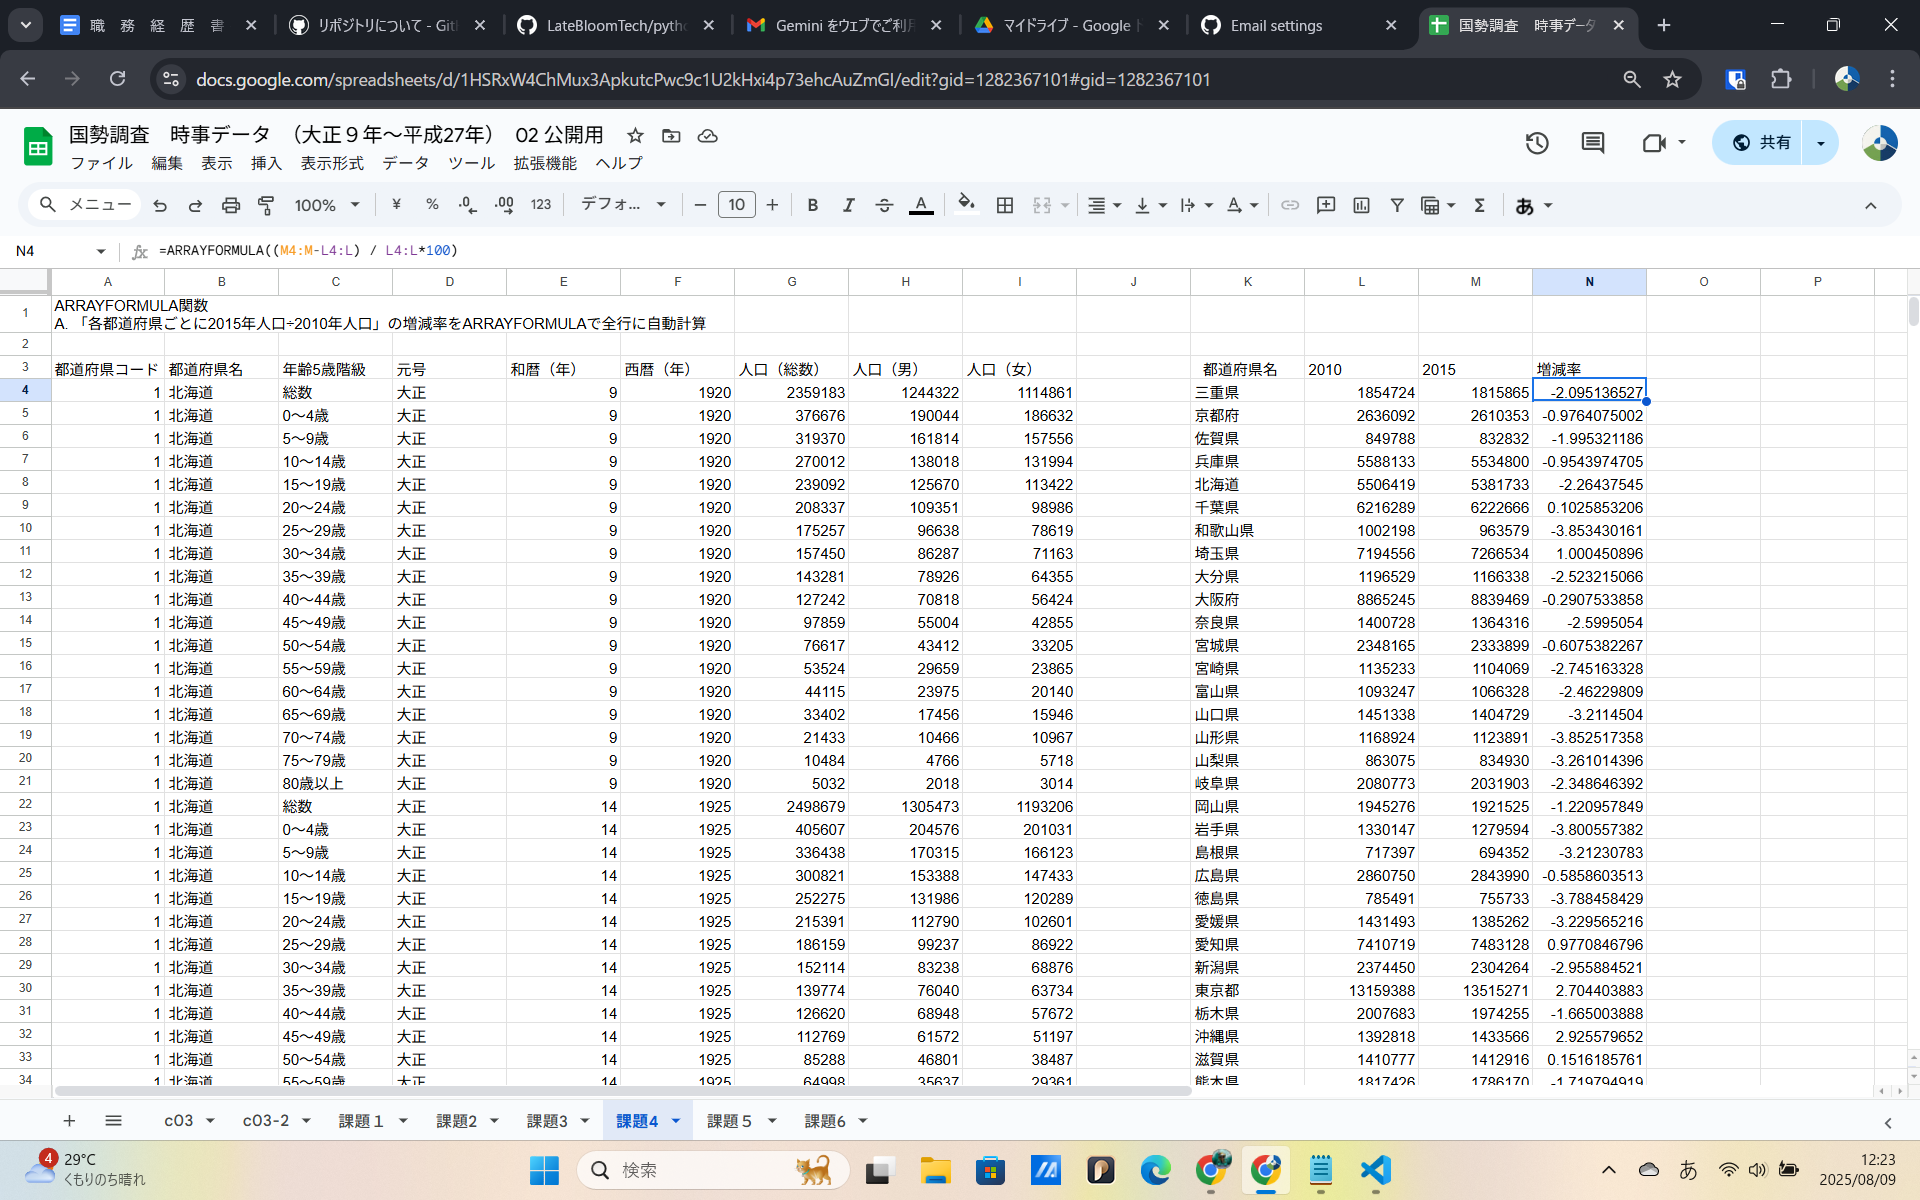 職 務 経 歴 書
リポジトリについて - Git
LateBloomTech/pyth
Gemini をウェブでご利
マイドライブ - Google
Email settings
国勢調査 時事データ
docs.google.com/spreadsheets/d/1HSRxW4ChMux3ApkutcPwc9c1U2kHxi4p73ehcAuZmGI/edit?gid=1282367101#gid=1282367101
国勢調査 時事データ (大正９年～平成27年) 02 公開用
ファイル 編集 表示 挿入 表示形式 データ ツール 拡張機能 ヘルプ
共有
メニュー 100% ¥ % .0 .00 123 デフォ... 10 B I A Σ あ
N4 fx =ARRAYFORMULA((M4:M-L4:L) / L4:L*100)
A B C D E F G H I J K L M N O P
1 ARRAYFORMULA関数
A. 「各都道府県ごとに2015年人口÷2010年人口」の増減率をARRAYFORMULAで全行に自動計算
2
3 都道府県コード 都道府県名 年齢5歳階級 元号 和暦（年） 西暦（年） 人口（総数） 人口（男） 人口（女） 都道府県名 2010 2015 増減率
4 1 北海道 総数 大正 9 1920 2359183 1244322 1114861 三重県 1854724 1815865 -2.095136527
5 1 北海道 0～4歳 大正 9 1920 376676 190044 186632 京都府 2636092 2610353 -0.9764075002
6 1 北海道 5～9歳 大正 9 1920 319370 161814 157556 佐賀県 849788 832832 -1.995321186
7 1 北海道 10～14歳 大正 9 1920 270012 138018 131994 兵庫県 5588133 5534800 -0.9543974705
8 1 北海道 15～19歳 大正 9 1920 239092 125670 113422 北海道 5506419 5381733 -2.26437545
9 1 北海道 20～24歳 大正 9 1920 208337 109351 98986 千葉県 6216289 6222666 0.1025853206
10 1 北海道 25～29歳 大正 9 1920 175257 96638 78619 和歌山県 1002198 963579 -3.853430161
11 1 北海道 30～34歳 大正 9 1920 157450 86287 71163 埼玉県 7194556 7266534 1.000450896
12 1 北海道 35～39歳 大正 9 1920 143281 78926 64355 大分県 1196529 1166338 -2.523215066
13 1 北海道 40～44歳 大正 9 1920 127242 70818 56424 大阪府 8865245 8839469 -0.2907533858
14 1 北海道 45～49歳 大正 9 1920 97859 55004 42855 奈良県 1400728 1364316 -2.5995054
15 1 北海道 50～54歳 大正 9 1920 76617 43412 33205 宮城県 2348165 2333899 -0.6075382267
16 1 北海道 55～59歳 大正 9 1920 53524 29659 23865 宮崎県 1135233 1104069 -2.745163328
17 1 北海道 60～64歳 大正 9 1920 44115 23975 20140 富山県 1093247 1066328 -2.46229809
18 1 北海道 65～69歳 大正 9 1920 33402 17456 15946 山口県 1451338 1404729 -3.2114504
19 1 北海道 70～74歳 大正 9 1920 21433 10466 10967 山形県 1168924 1123891 -3.852517358
20 1 北海道 75～79歳 大正 9 1920 10484 4766 5718 山梨県 863075 834930 -3.261014396
21 1 北海道 80歳以上 大正 9 1920 5032 2018 3014 岐阜県 2080773 2031903 -2.348646392
22 1 北海道 総数 大正 14 1925 2498679 1305473 1193206 岡山県 1945276 1921525 -1.220957849
23 1 北海道 0～4歳 大正 14 1925 405607 204576 201031 岩手県 1330147 1279594 -3.800557382
24 1 北海道 5～9歳 大正 14 1925 336438 170315 166123 島根県 717397 694352 -3.21230783
25 1 北海道 10～14歳 大正 14 1925 300821 153388 147433 広島県 2860750 2843990 -0.5858603513
26 1 北海道 15～19歳 大正 14 1925 252275 131986 120289 徳島県 785491 755733 -3.788458429
27 1 北海道 20～24歳 大正 14 1925 215391 112790 102601 愛媛県 1431493 1385262 -3.229565216
28 1 北海道 25～29歳 大正 14 1925 186159 99237 86922 愛知県 7410719 7483128 0.9770846796
29 1 北海道 30～34歳 大正 14 1925 152114 83238 68876 新潟県 2374450 2304264 -2.955884521
30 1 北海道 35～39歳 大正 14 1925 139774 76040 63734 東京都 13159388 13515271 2.704403883
31 1 北海道 40～44歳 大正 14 1925 126620 68948 57672 栃木県 2007683 1974255 -1.665003888
32 1 北海道 45～49歳 大正 14 1925 112769 61572 51197 沖縄県 1392818 1433566 2.925579652
33 1 北海道 50～54歳 大正 14 1925 85288 46801 38487 滋賀県 1410777 1412916 0.1516185761
34 1 北海道 55～59歳 大正 14 1925 64998 35637 29361 熊本県 1817426 1786170 -1.719794919
c03 c03-2 課題１ 課題2 課題3 課題4 課題５ 課題6
4 29°C
くもりのち晴れ
検索
あ
12:23
2025/08/09